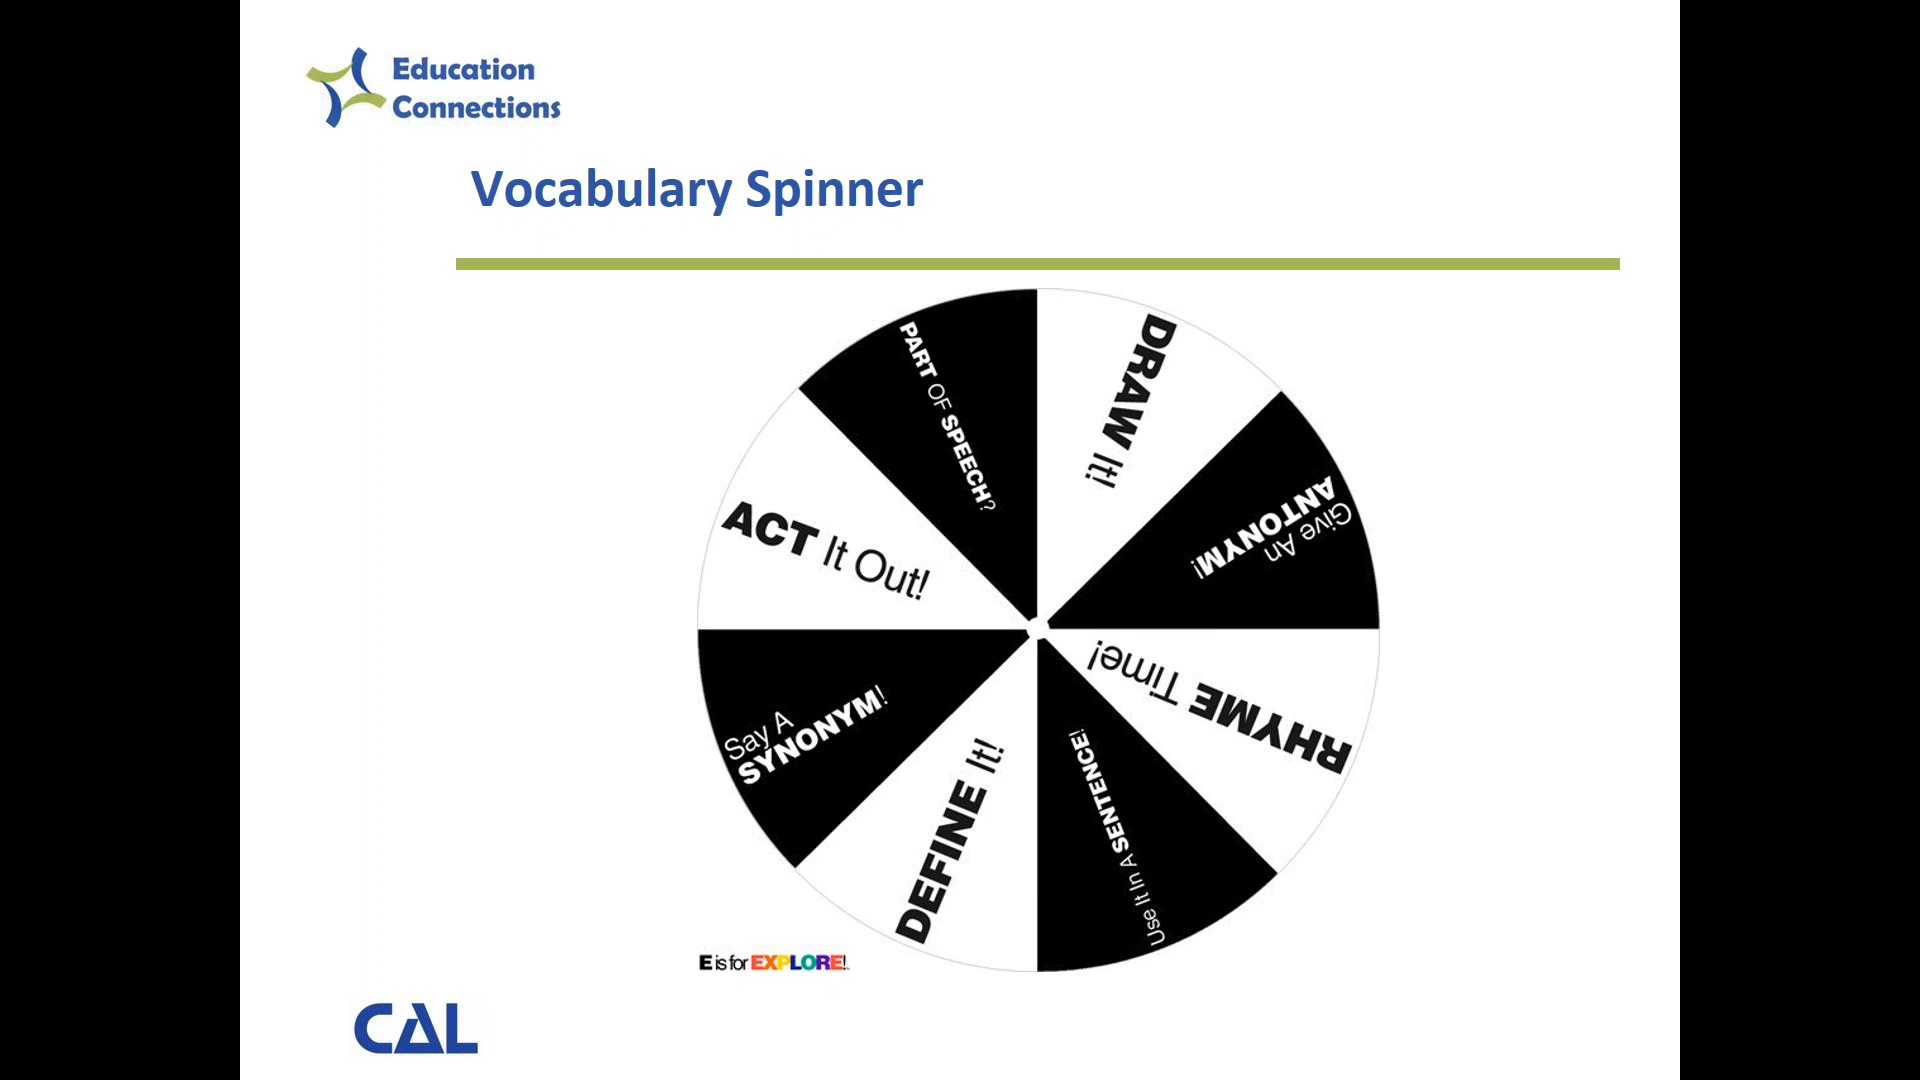 Education
Connections
Vocabulary Spinner
PART OF SPEECH?
DRAW It!
Give An
ANTONYM!
RHYME Time!
Use It In A SENTENCE!
DEFINE It!
Say A
SYNONYM!
ACT It Out!
E is for EXPLORE!
CAL